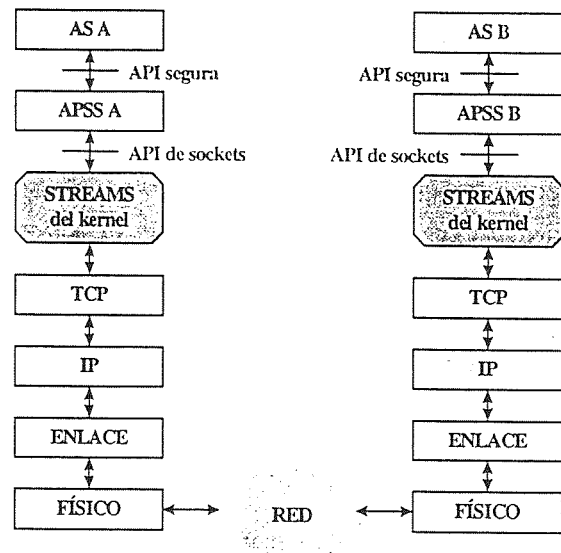 AS A
API segura
APSS A
API de sockets
STREAMS
del kernel
TCP
IP
ENLACE
FÍSICO
RED
AS B
API segura
APSS B
API de sockets
STREAMS
del kernel
TCP
IP
ENLACE
FÍSICO